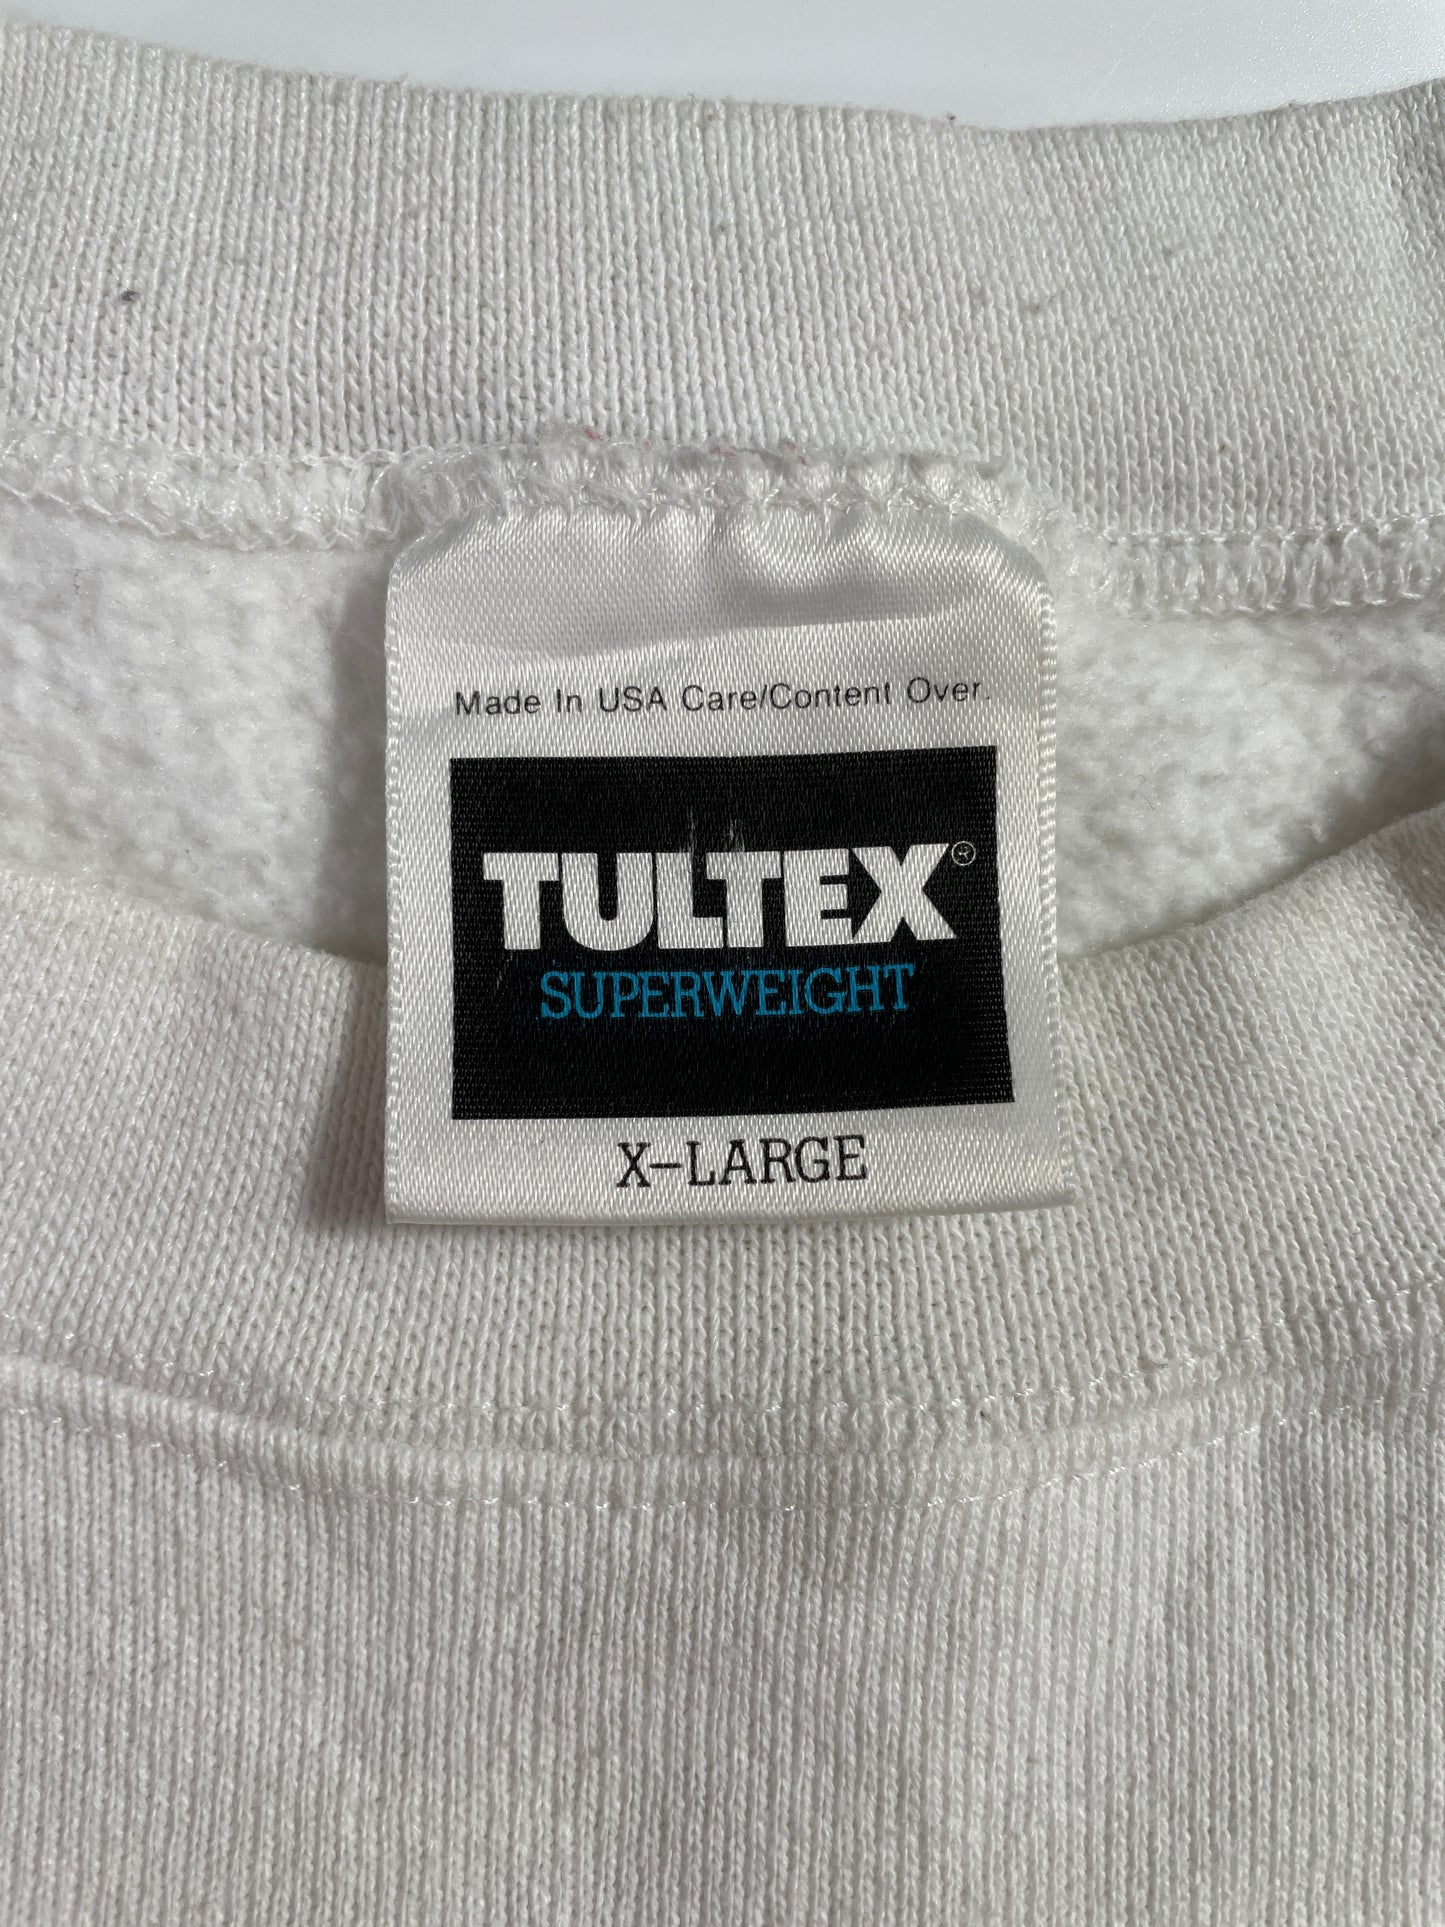 Made In USA Care/Content Over.
TULTEX®
SUPERWEIGHT
X-LARGE